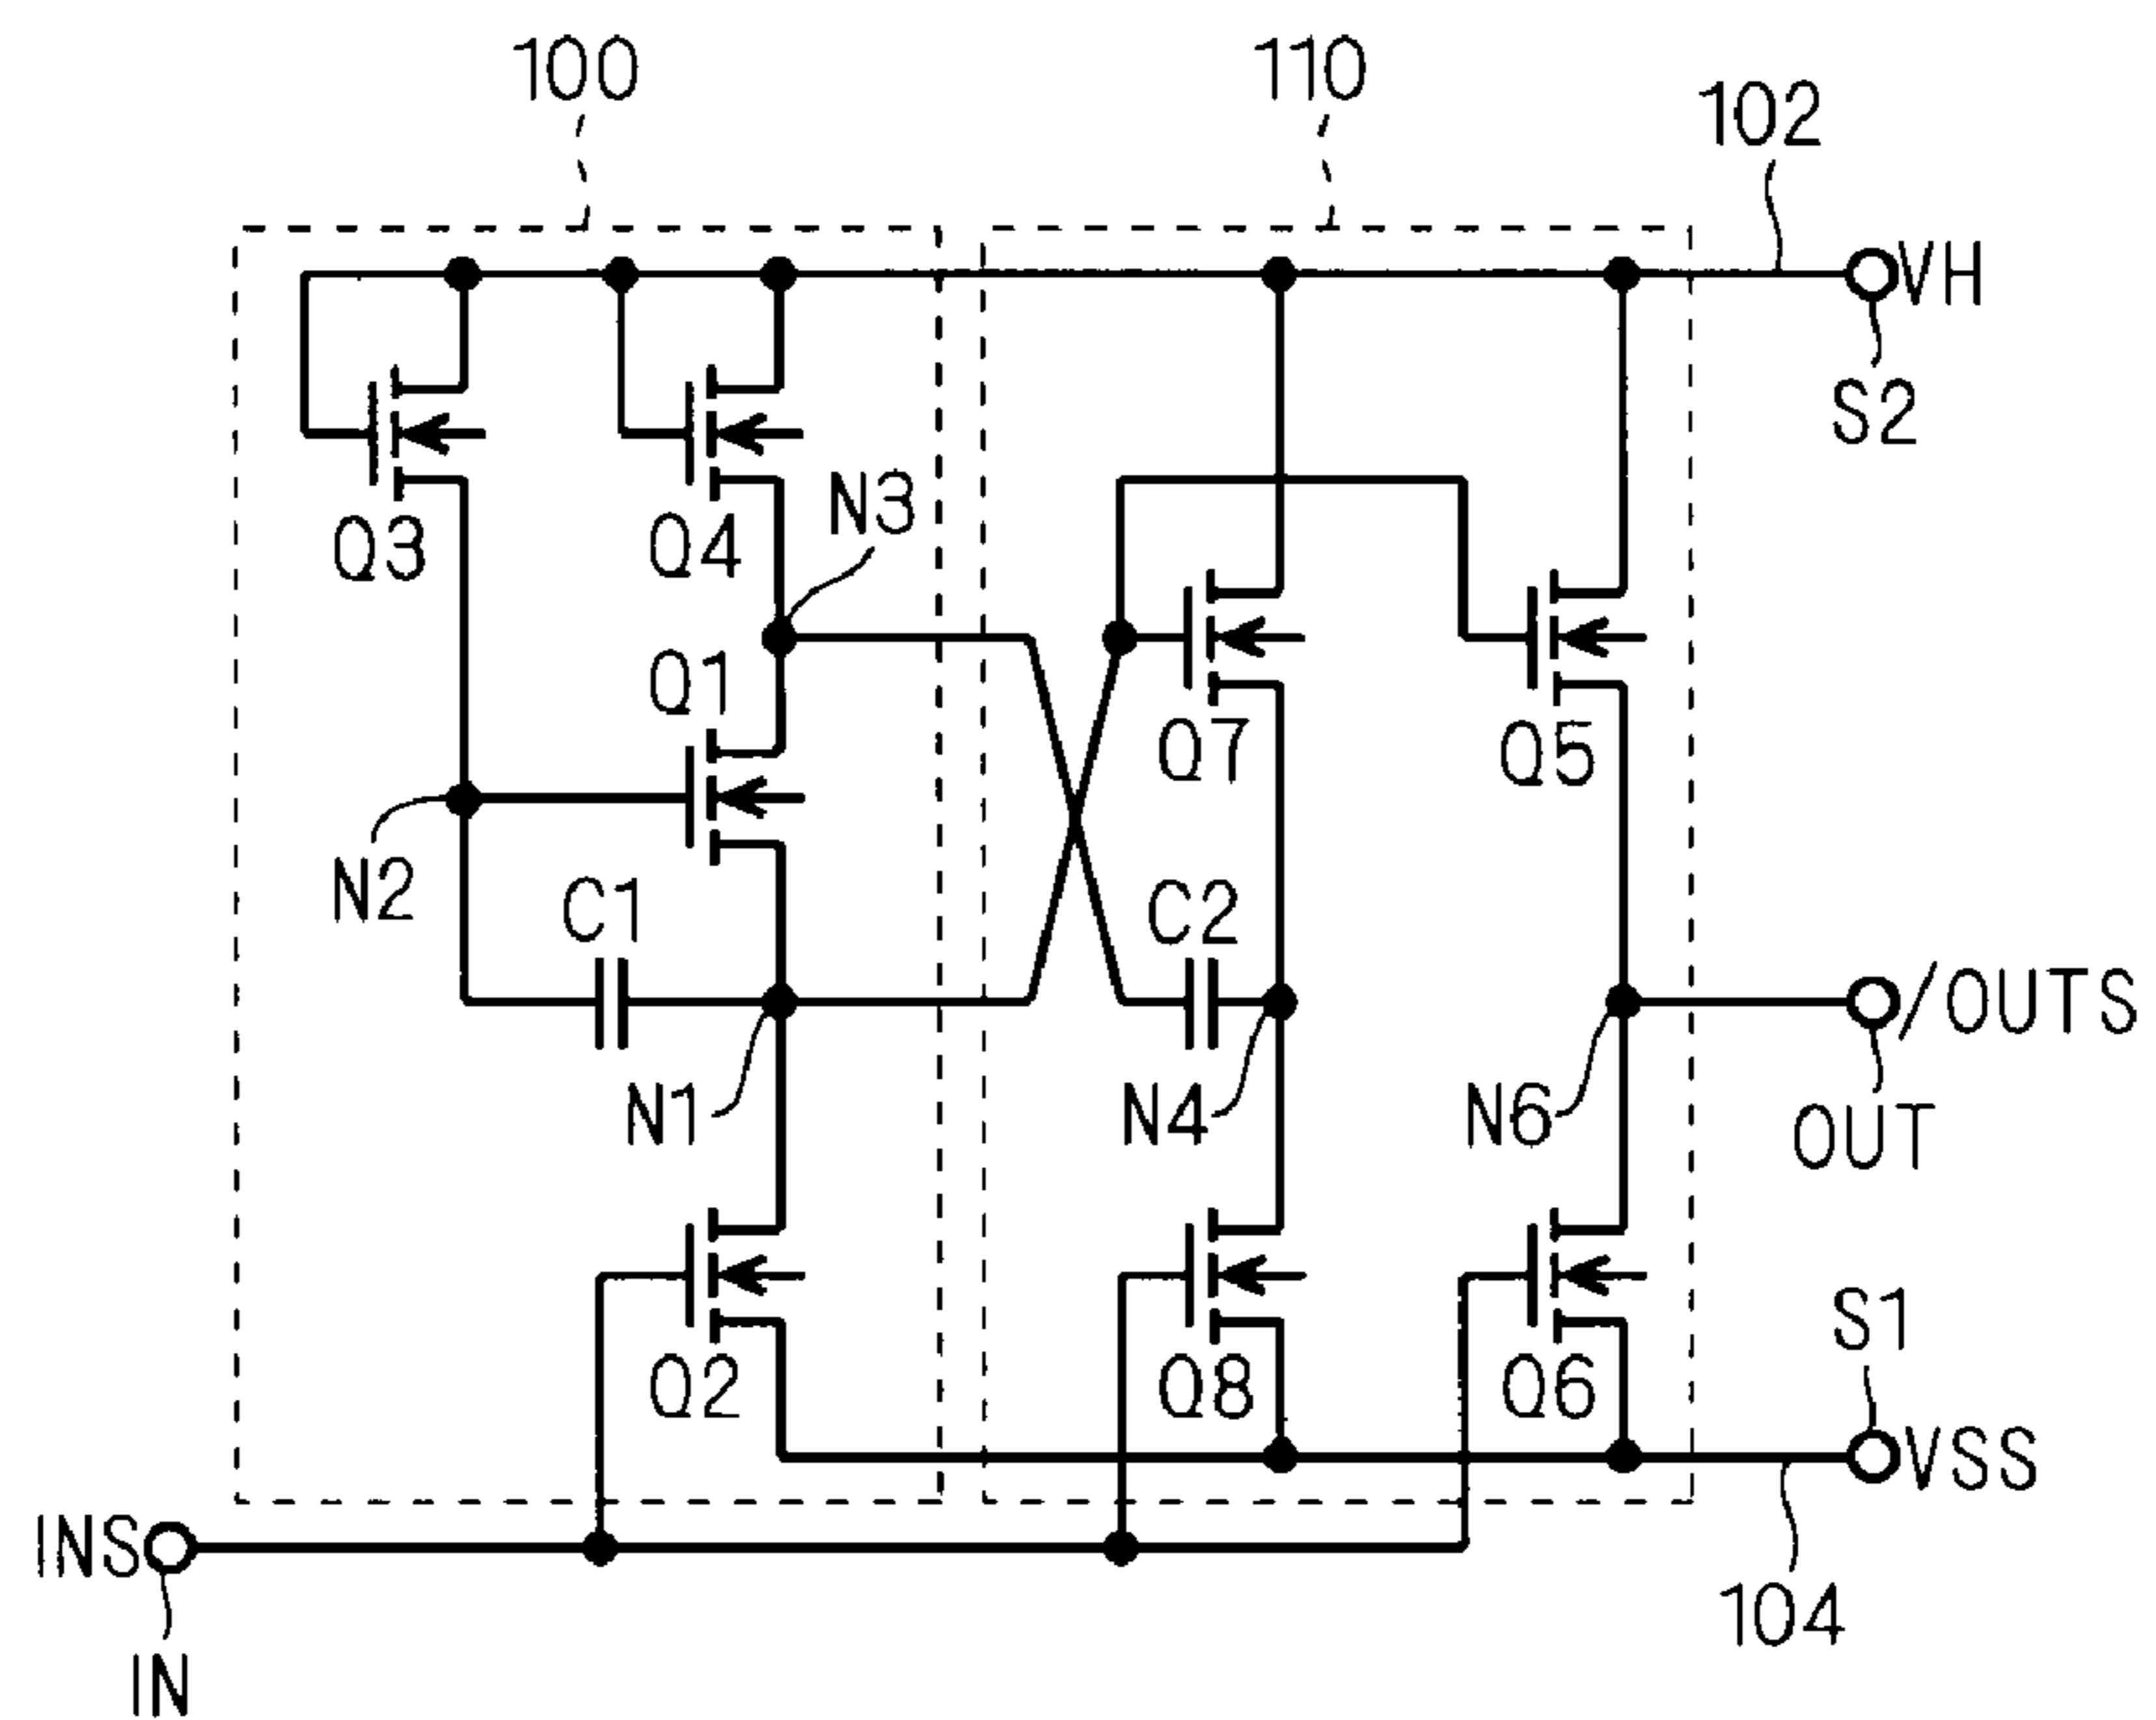 100
110
102
VH
S2
Q3
Q4
N3
Q1
Q7
Q5
N2
C1
C2
/OUTS
N1
N4
N6
OUT
S1
Q2
Q8
Q6
VSS
INS
104
IN